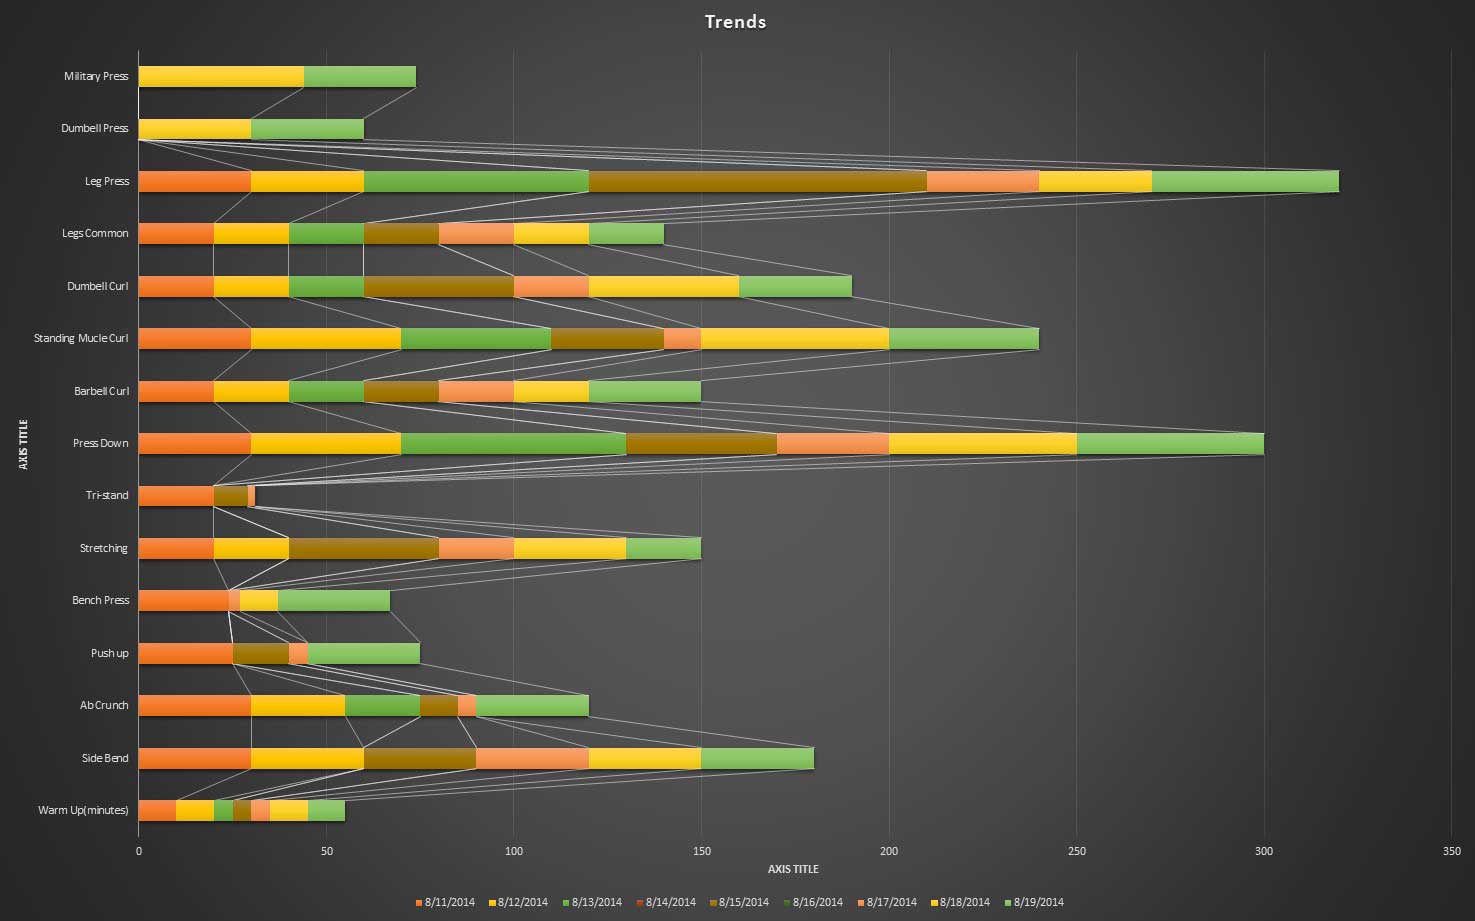 Trends
Military Press
Dumbell Press
Leg Press
Legs Common
Dumbell Curl
Standing Mucle Curl
Barbell Curl
Press Down
Tri-stand
Stretching
Bench Press
Push up
Ab Crunch
Side Bend
Warm Up(minutes)
AXIS TITLE
0 50 100 150 200 250 300 350
AXIS TITLE
8/11/2014 8/12/2014 8/13/2014 8/14/2014 8/15/2014 8/16/2014 8/17/2014 8/18/2014 8/19/2014